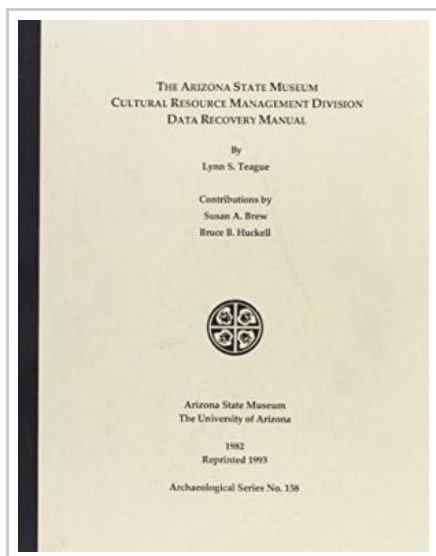 THE ARIZONA STATE MUSEUM
CULTURAL RESOURCE MANAGEMENT DIVISION
DATA RECOVERY MANUAL
By
Lynn S. Teague
Contributions by
Susan A. Brew
Bruce B. Huckell
Arizona State Museum
The University of Arizona
1982
Reprinted 1993
Archaeological Series No. 158